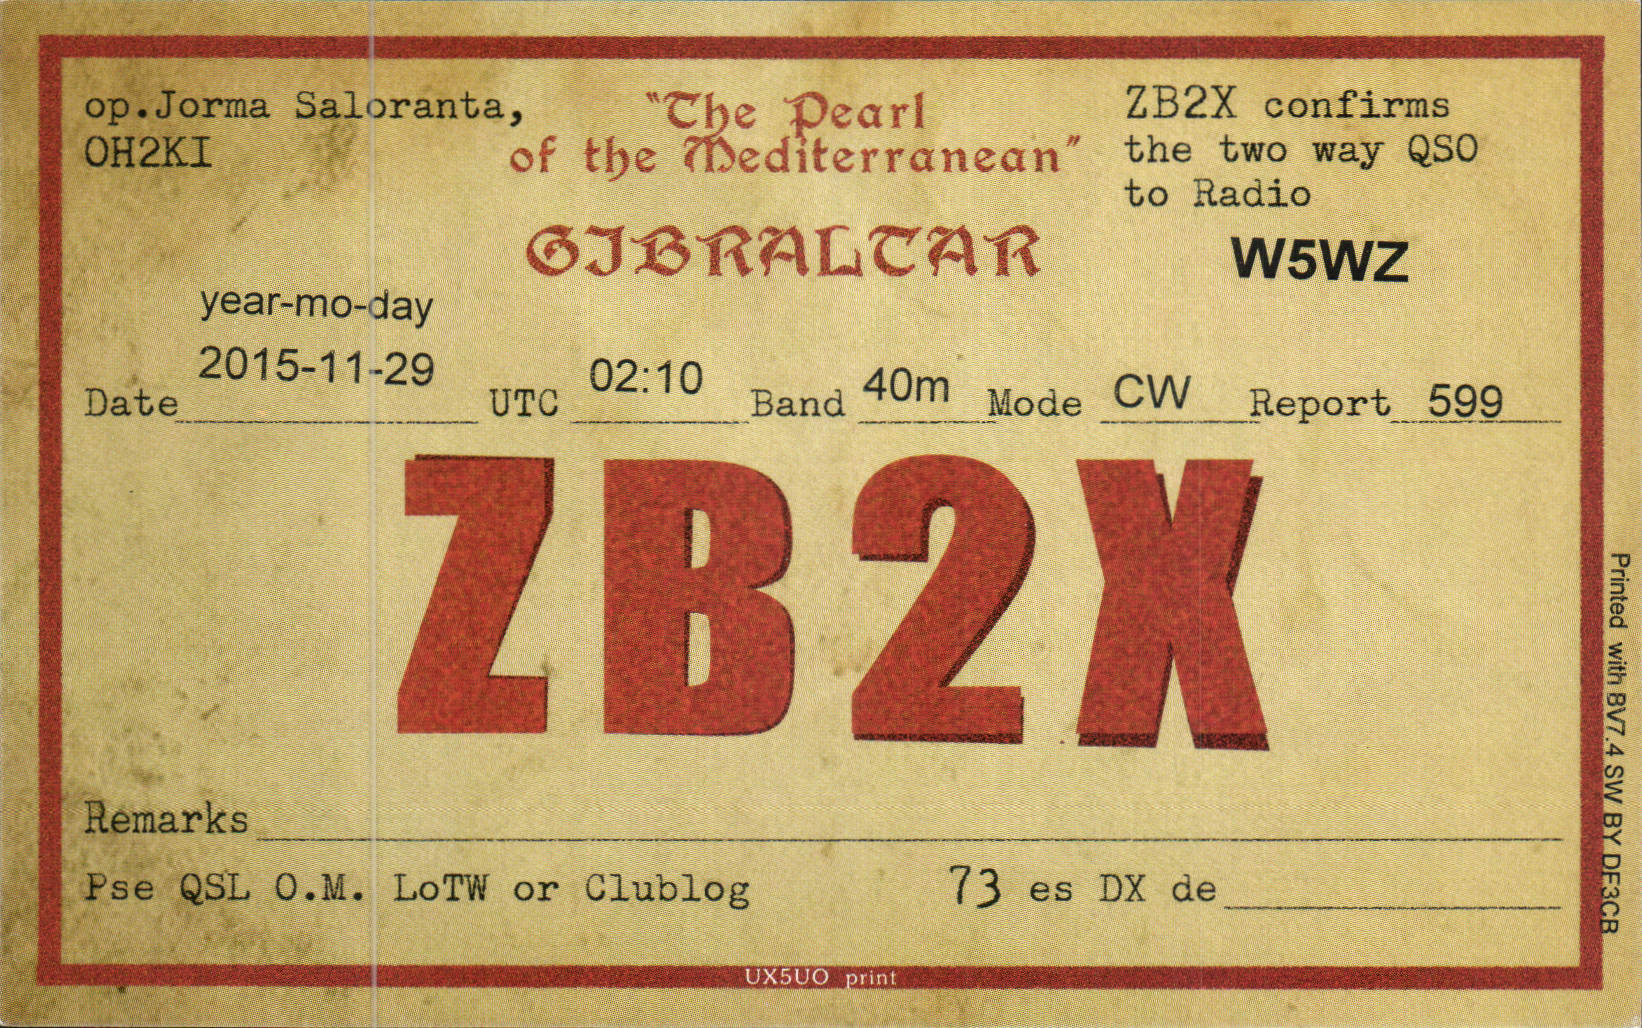 op.Jorma Saloranta,
OH2KI
"The Pearl
of the Mediterranean"
GIBRALTAR
ZB2X confirms
the two way QSO
to Radio
W5WZ
year-mo-day
Date 2015-11-29 UTC 02:10 Band 40m Mode CW Report 599
ZB2X
Remarks
Pse QSL O.M. LoTW or Clublog 73 es DX de
UX5UO print
Printed with BV7.4 SW BY DF3CB